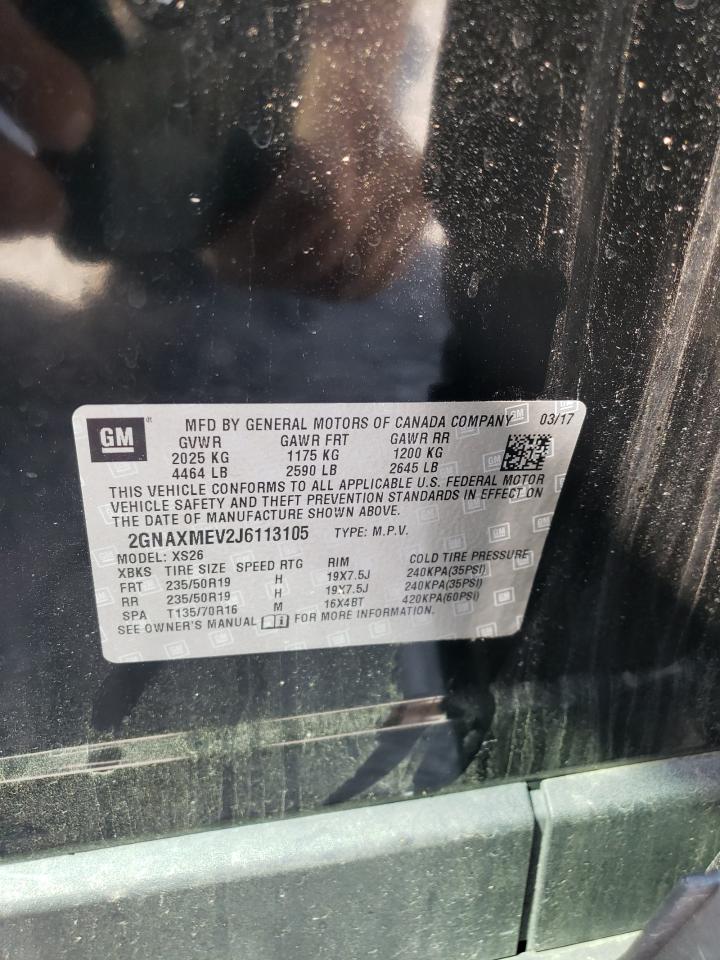 GM
MFD BY GENERAL MOTORS OF CANADA COMPANY 03/17
GVWR GAWR FRT GAWR RR
2025 KG 1175 KG 1200 KG
4464 LB 2590 LB 2645 LB
THIS VEHICLE CONFORMS TO ALL APPLICABLE U.S. FEDERAL MOTOR
VEHICLE SAFETY AND THEFT PREVENTION STANDARDS IN EFFECT ON
THE DATE OF MANUFACTURE SHOWN ABOVE.
2GNAXMEV2J6113105 TYPE: M.P.V.
MODEL: XS26
XBKS TIRE SIZE SPEED RTG RIM COLD TIRE PRESSURE
FRT 235/50R19 H 19X7.5J 240KPA(35PSI)
RR 235/50R19 H 19X7.5J 240KPA(35PSI)
SPA T135/70R16 M 16X4BT 420KPA(60PSI)
SEE OWNER'S MANUAL FOR MORE INFORMATION.